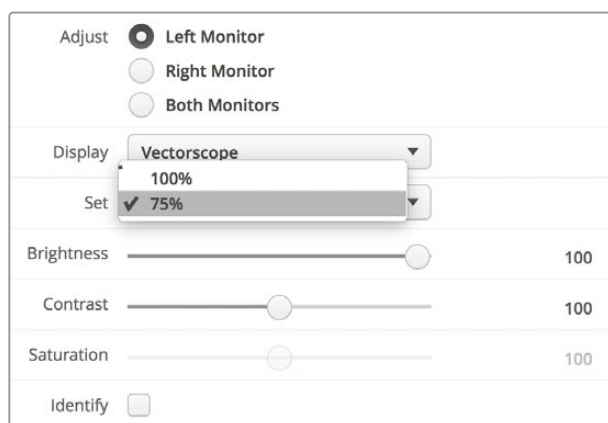 Adjust Left Monitor
Right Monitor
Both Monitors
Display Vectorscope
100%
Set ✓ 75%
Brightness 100
Contrast 100
Saturation 100
Identify